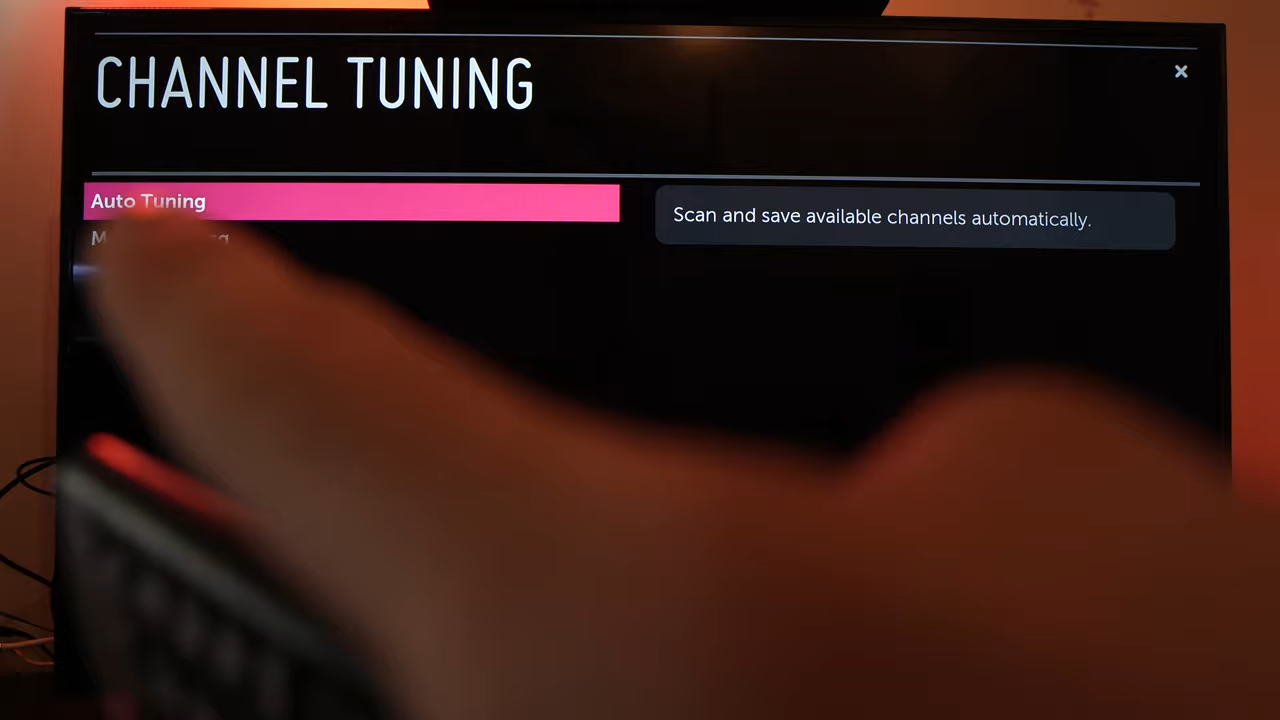 CHANNEL TUNING
Auto Tuning
Scan and save available channels automatically.